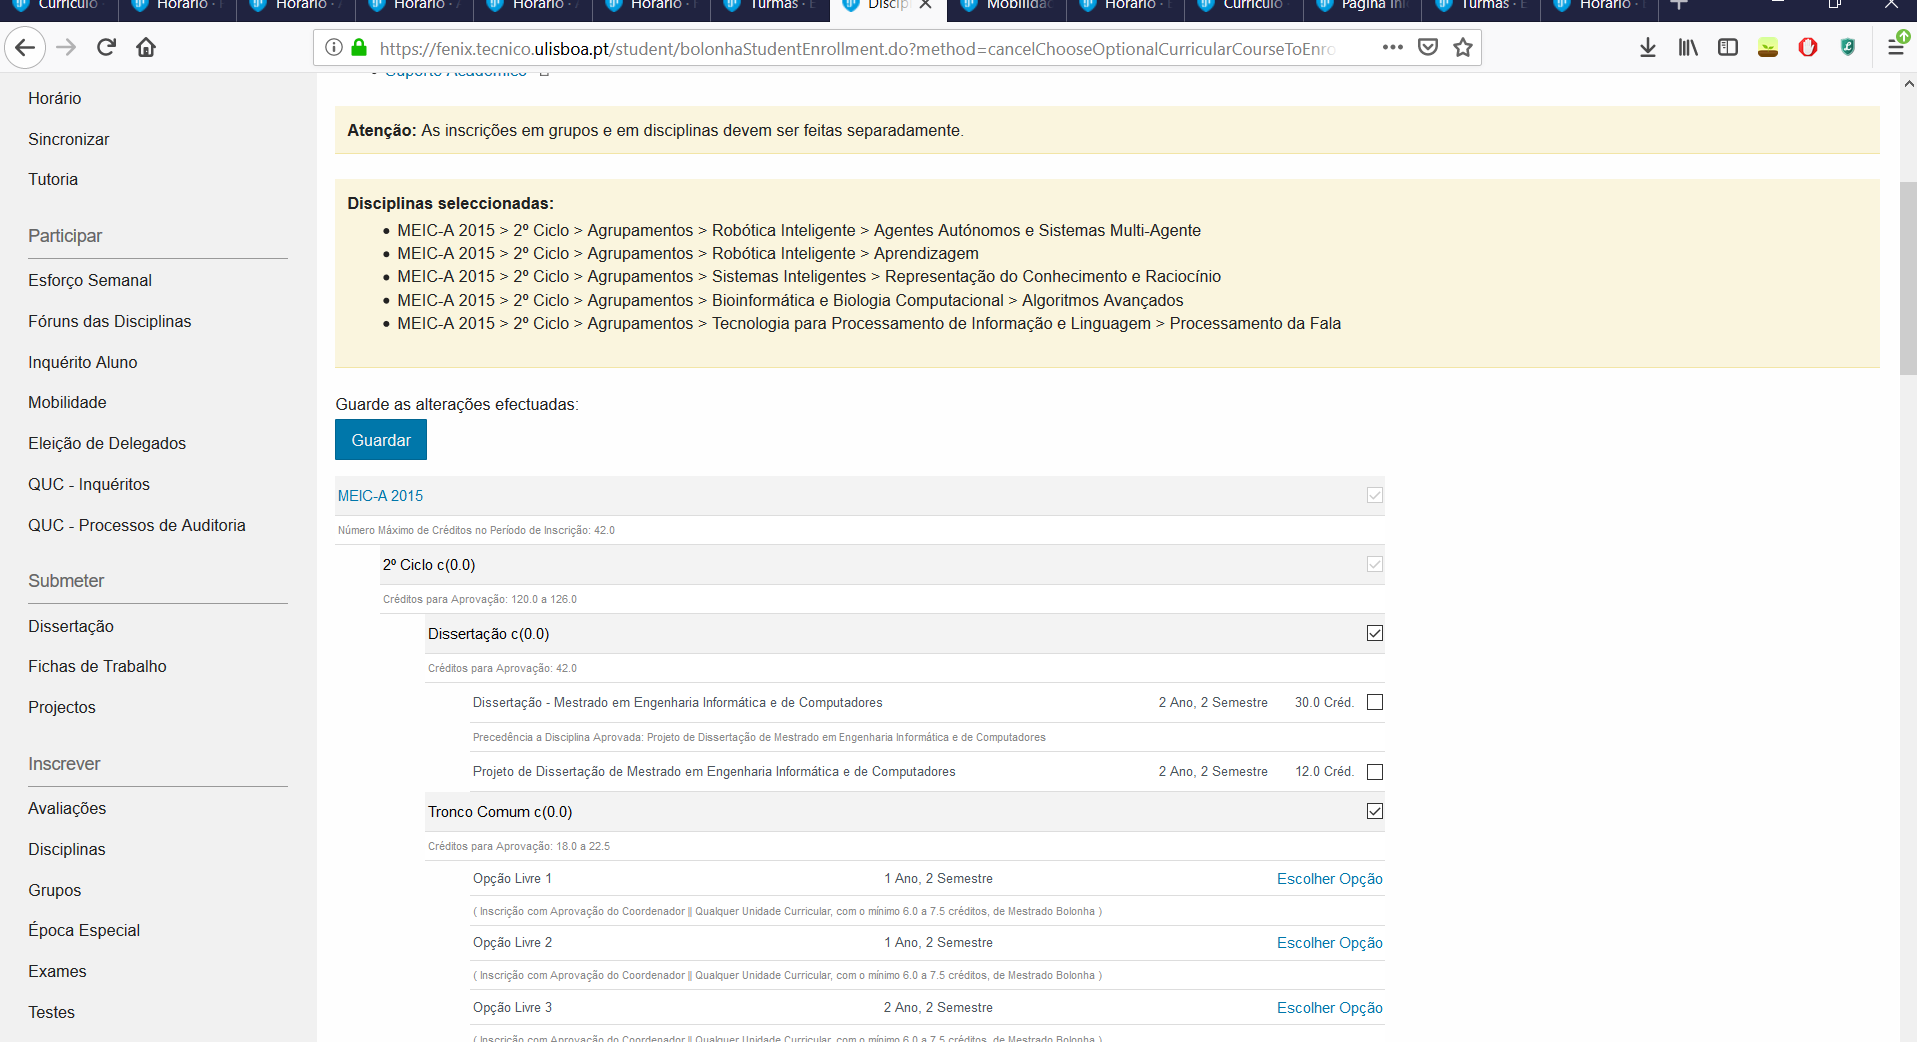 Currículo
Horário · F
Horário · A
Horário · A
Horário · A
Horário · F
Turmas · E
Discipl
Mobilidad
Horário · E
Currículo ·
Página Inic
Turmas · E
Horário · I
https://fenix.tecnico.ulisboa.pt/student/bolonhaStudentEnrollment.do?method=cancelChooseOptionalCurricularCourseToEnro
Suporte Académico
Horário
Sincronizar
Tutoria
Participar
Esforço Semanal
Fóruns das Disciplinas
Inquérito Aluno
Mobilidade
Eleição de Delegados
QUC - Inquéritos
QUC - Processos de Auditoria
Submeter
Dissertação
Fichas de Trabalho
Projectos
Inscrever
Avaliações
Disciplinas
Grupos
Época Especial
Exames
Testes
Atenção: As inscrições em grupos e em disciplinas devem ser feitas separadamente.
Disciplinas seleccionadas:
MEIC-A 2015 > 2º Ciclo > Agrupamentos > Robótica Inteligente > Agentes Autónomos e Sistemas Multi-Agente
MEIC-A 2015 > 2º Ciclo > Agrupamentos > Robótica Inteligente > Aprendizagem
MEIC-A 2015 > 2º Ciclo > Agrupamentos > Sistemas Inteligentes > Representação do Conhecimento e Raciocínio
MEIC-A 2015 > 2º Ciclo > Agrupamentos > Bioinformática e Biologia Computacional > Algoritmos Avançados
MEIC-A 2015 > 2º Ciclo > Agrupamentos > Tecnologia para Processamento de Informação e Linguagem > Processamento da Fala
Guarde as alterações efectuadas:
Guardar
MEIC-A 2015
Número Máximo de Créditos no Período de Inscrição: 42.0
2º Ciclo c(0.0)
Créditos para Aprovação: 120.0 a 126.0
Dissertação c(0.0)
Créditos para Aprovação: 42.0
Dissertação - Mestrado em Engenharia Informática e de Computadores 2 Ano, 2 Semestre 30.0 Créd.
Precedência a Disciplina Aprovada: Projeto de Dissertação de Mestrado em Engenharia Informática e de Computadores
Projeto de Dissertação de Mestrado em Engenharia Informática e de Computadores 2 Ano, 2 Semestre 12.0 Créd.
Tronco Comum c(0.0)
Créditos para Aprovação: 18.0 a 22.5
Opção Livre 1 1 Ano, 2 Semestre Escolher Opção
( Inscrição com Aprovação do Coordenador || Qualquer Unidade Curricular, com o mínimo 6.0 a 7.5 créditos, de Mestrado Bolonha )
Opção Livre 2 1 Ano, 2 Semestre Escolher Opção
( Inscrição com Aprovação do Coordenador || Qualquer Unidade Curricular, com o mínimo 6.0 a 7.5 créditos, de Mestrado Bolonha )
Opção Livre 3 2 Ano, 2 Semestre Escolher Opção
( Inscrição com Aprovação do Coordenador || Qualquer Unidade Curricular, com o mínimo 6.0 a 7.5 créditos, de Mestrado Bolonha )